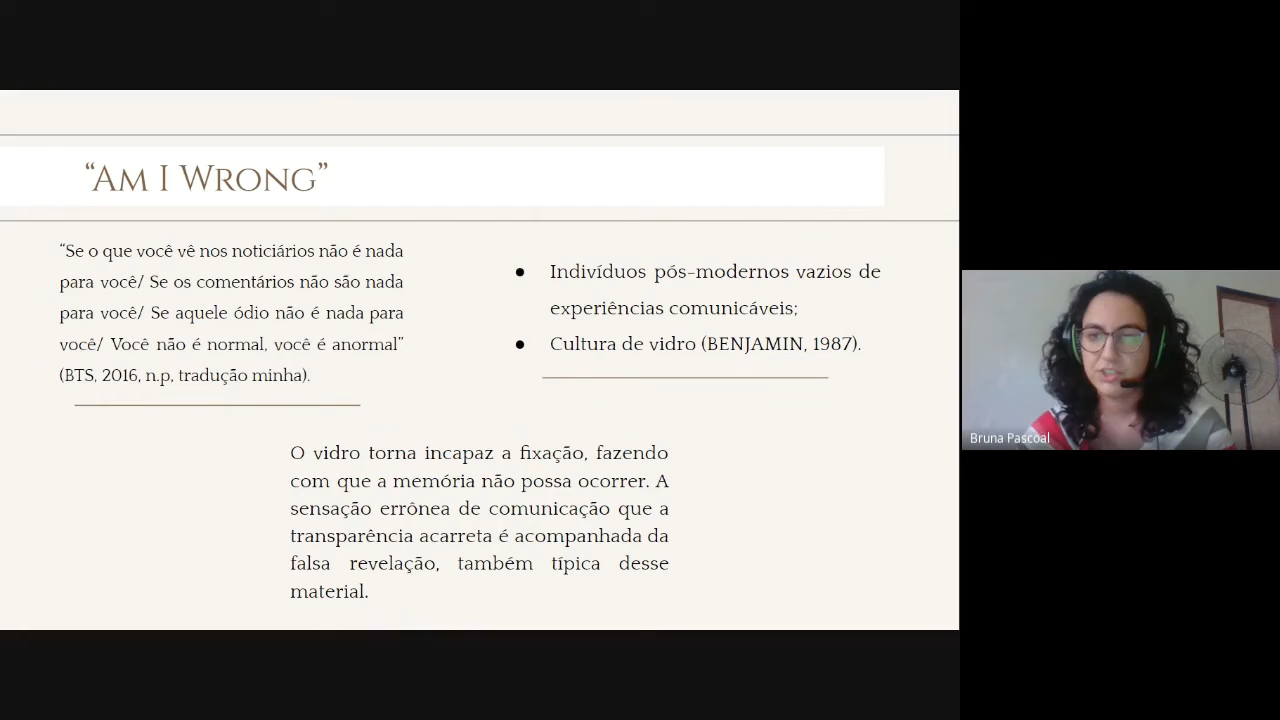 “Am I Wrong”
“Se o que você vê nos noticiários não é nada
para você/ Se os comentários não são nada
para você/ Se aquele ódio não é nada para
você/ Você não é normal, você é anormal”
(BTS, 2016, n.p, tradução minha).
● Indivíduos pós-modernos vazios de
experiências comunicáveis;
● Cultura de vidro (BENJAMIN, 1987).
O vidro torna incapaz a fixação, fazendo
com que a memória não possa ocorrer. A
sensação errônea de comunicação que a
transparência acarreta é acompanhada da
falsa revelação, também típica desse
material.
Bruna Pascoal